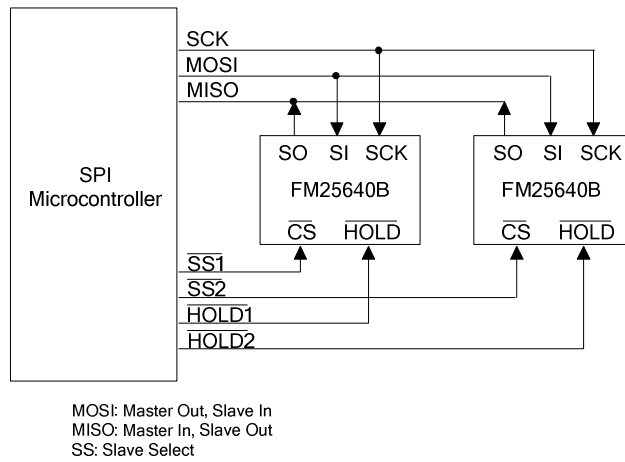 SCK
MOSI
MISO
SO SI SCK
FM25640B
CS HOLD
SO SI SCK
FM25640B
CS HOLD
SPI
Microcontroller
SS1
SS2
HOLD1
HOLD2
MOSI: Master Out, Slave In
MISO: Master In, Slave Out
SS: Slave Select